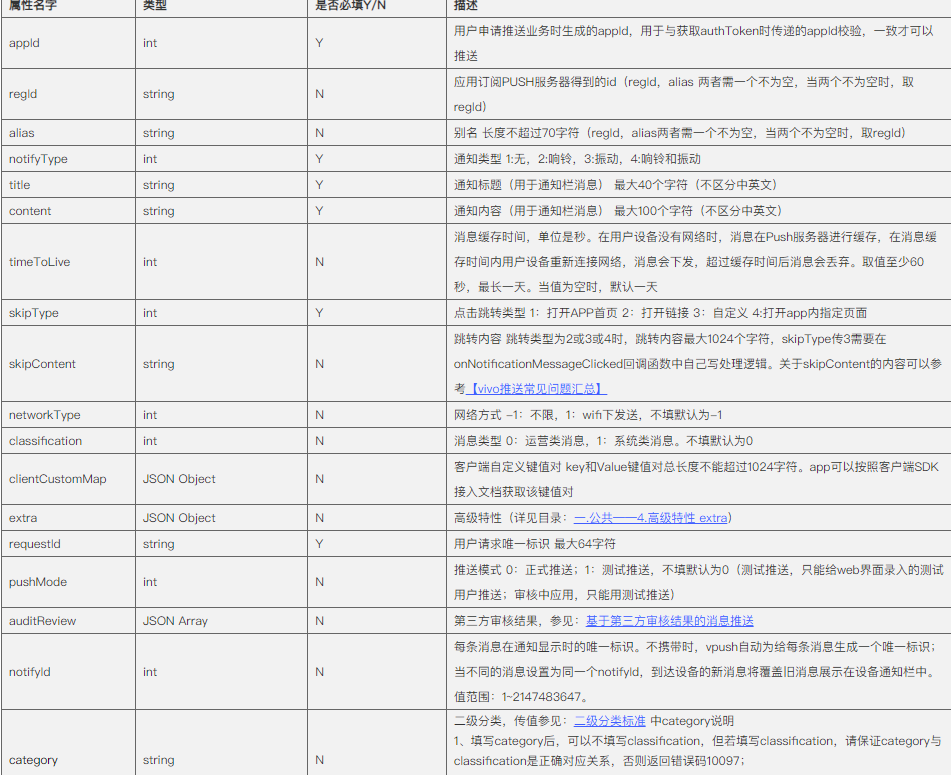 属性名字 类型 是否必填Y/N 描述
appId int Y 用户申请推送业务时生成的appId，用于与获取authToken时传递的appId校验，一致才可以
推送
regId string N 应用订阅PUSH服务器得到的id（regId，alias 两者需一个不为空，当两个不为空时，取
regId）
alias string N 别名 长度不超过70字符（regId，alias两者需一个不为空，当两个不为空时，取regId）
notifyType int Y 通知类型 1:无，2:响铃，3:振动，4:响铃和振动
title string Y 通知标题（用于通知栏消息） 最大40个字符（不区分中英文）
content string Y 通知内容（用于通知栏消息） 最大100个字符（不区分中英文）
timeToLive int N 消息缓存时间，单位是秒。在用户设备没有网络时，消息在Push服务器进行缓存，在消息缓
存时间内用户设备重新连接网络，消息会下发，超过缓存时间后消息会丢弃。取值至少60
秒，最长一天。当值为空时，默认一天
skipType int Y 点击跳转类型 1：打开APP首页 2：打开链接 3：自定义 4:打开app内指定页面
skipContent string N 跳转内容 跳转类型为2或3或4时，跳转内容最大1024个字符，skipType传3需要在
onNotificationMessageClicked回调函数中自己写处理逻辑。关于skipContent的内容可以参
考【vivo推送常见问题汇总】
networkType int N 网络方式 -1：不限，1：wifi下发送，不填默认为-1
classification int N 消息类型 0：运营类消息，1：系统类消息。不填默认为0
clientCustomMap JSON Object N 客户端自定义键值对 key和Value键值对总长度不能超过1024字符。app可以按照客户端SDK
接入文档获取该键值对
extra JSON Object N 高级特性（详见目录：一.公共——4.高级特性 extra）
requestId string Y 用户请求唯一标识 最大64字符
pushMode int N 推送模式 0：正式推送；1：测试推送，不填默认为0（测试推送，只能给web界面录入的测试
用户推送；审核中应用，只能用测试推送）
auditReview JSON Array N 第三方审核结果，参见：基于第三方审核结果的消息推送
notifyId int N 每条消息在通知显示时的唯一标识。不携带时，vpush自动为给每条消息生成一个唯一标识；
当不同的消息设置为同一个notifyId，到达设备的新消息将覆盖旧消息展示在设备通知栏中。
值范围：1~2147483647。
category string N 二级分类，传值参见：二级分类标准 中category说明
1、填写category后，可以不填写classification，但若填写classification，请保证category与
classification是正确对应关系，否则返回错误码10097；